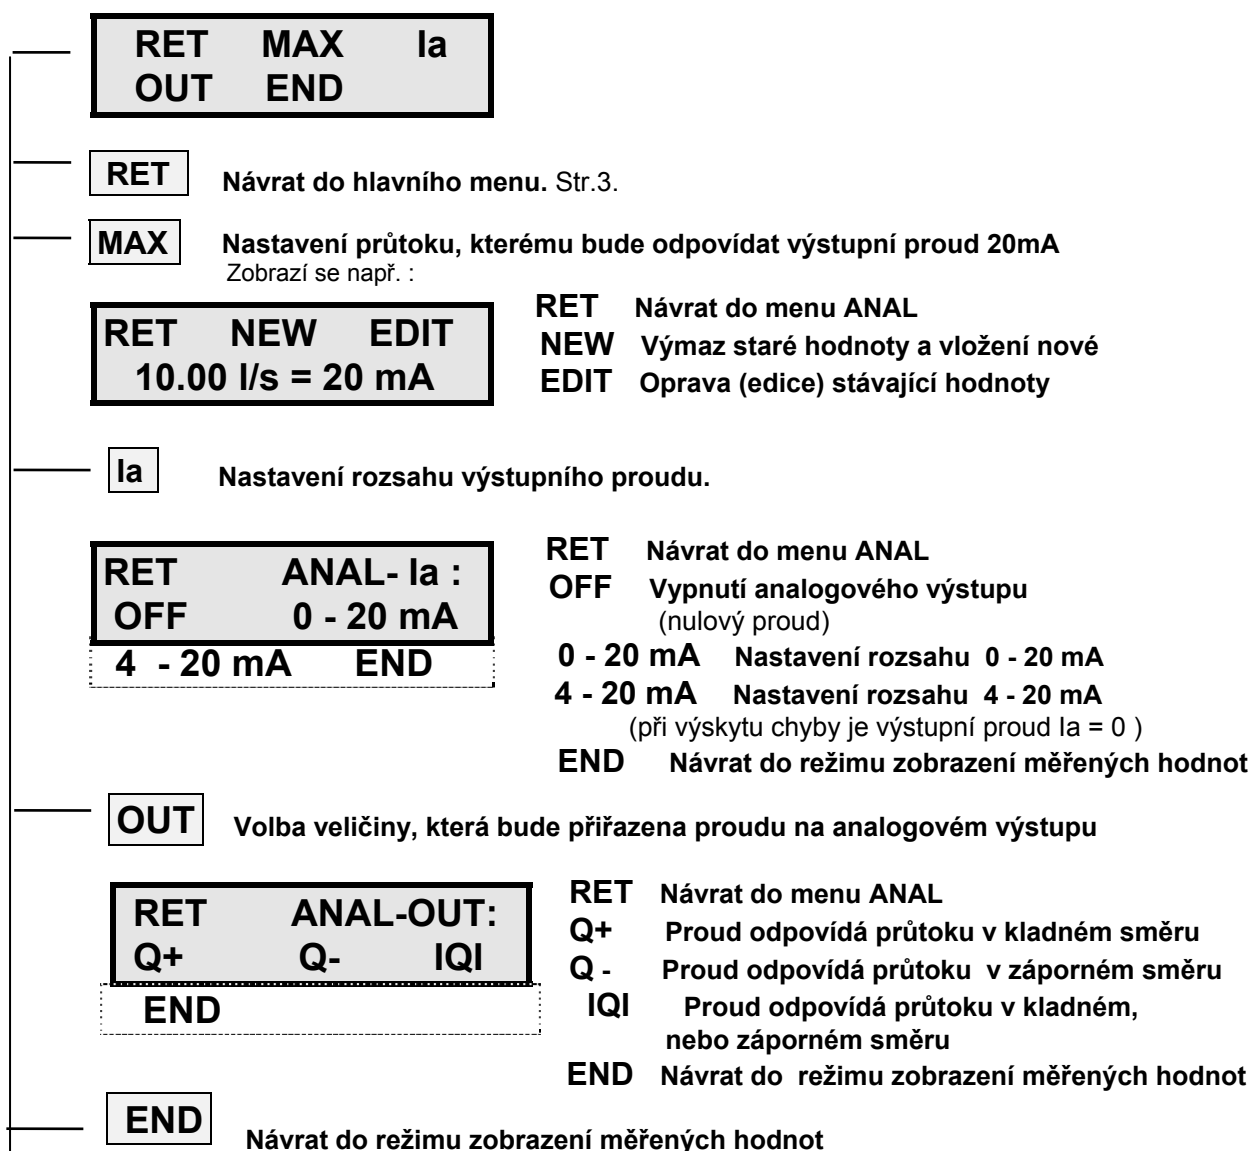 RET MAX Ia
OUT END
RET Návrat do hlavního menu. Str.3.
MAX Nastavení průtoku, kterému bude odpovídat výstupní proud 20mA
Zobrazí se např. :
RET NEW EDIT
10.00 l/s = 20 mA
RET Návrat do menu ANAL
NEW Výmaz staré hodnoty a vložení nové
EDIT Oprava (edice) stávající hodnoty
Ia Nastavení rozsahu výstupního proudu.
RET ANAL- Ia :
OFF 0 - 20 mA
4 - 20 mA END
RET Návrat do menu ANAL
OFF Vypnutí analogového výstupu
(nulový proud)
0 - 20 mA Nastavení rozsahu 0 - 20 mA
4 - 20 mA Nastavení rozsahu 4 - 20 mA
(při výskytu chyby je výstupní proud Ia = 0 )
END Návrat do režimu zobrazení měřených hodnot
OUT Volba veličiny, která bude přiřazena proudu na analogovém výstupu
RET ANAL-OUT:
Q+ Q- IQI
END
RET Návrat do menu ANAL
Q+ Proud odpovídá průtoku v kladném směru
Q - Proud odpovídá průtoku v záporném směru
IQI Proud odpovídá průtoku v kladném,
nebo záporném směru
END Návrat do režimu zobrazení měřených hodnot
END Návrat do režimu zobrazení měřených hodnot